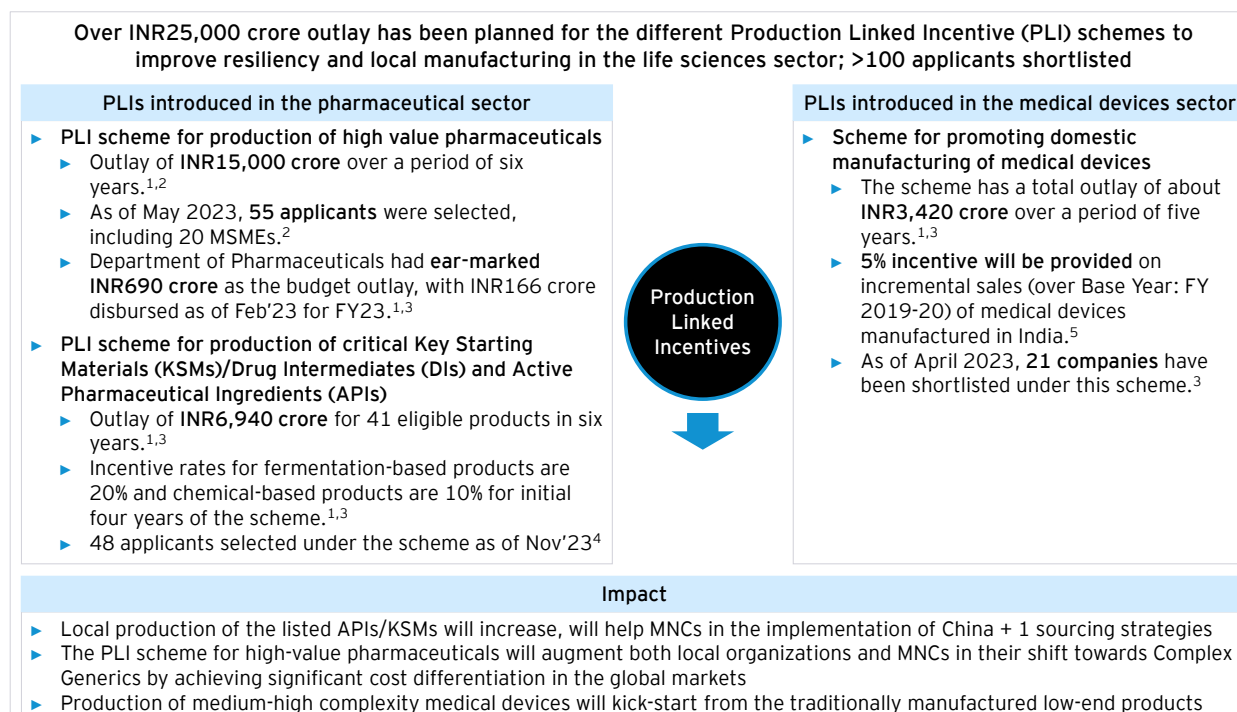 Over INR25,000 crore outlay has been planned for the different Production Linked Incentive (PLI) schemes to
improve resiliency and local manufacturing in the life sciences sector; >100 applicants shortlisted
PLIs introduced in the pharmaceutical sector
► PLI scheme for production of high value pharmaceuticals
► Outlay of INR15,000 crore over a period of six
years.1,2
► As of May 2023, 55 applicants were selected,
including 20 MSMEs.2
► Department of Pharmaceuticals had ear-marked
INR690 crore as the budget outlay, with INR166 crore
disbursed as of Feb'23 for FY23.1,3
► PLI scheme for production of critical Key Starting
Materials (KSMs)/Drug Intermediates (DIs) and Active
Pharmaceutical Ingredients (APIs)
► Outlay of INR6,940 crore for 41 eligible products in six
years.1,3
► Incentive rates for fermentation-based products are
20% and chemical-based products are 10% for initial
four years of the scheme.1,3
► 48 applicants selected under the scheme as of Nov'234
Production
Linked
Incentives
PLIs introduced in the medical devices sector
► Scheme for promoting domestic
manufacturing of medical devices
► The scheme has a total outlay of about
INR3,420 crore over a period of five
years.1,3
► 5% incentive will be provided on
incremental sales (over Base Year: FY
2019-20) of medical devices
manufactured in India.5
► As of April 2023, 21 companies have
been shortlisted under this scheme.3
Impact
► Local production of the listed APIs/KSMs will increase, will help MNCs in the implementation of China + 1 sourcing strategies
► The PLI scheme for high-value pharmaceuticals will augment both local organizations and MNCs in their shift towards Complex
Generics by achieving significant cost differentiation in the global markets
► Production of medium-high complexity medical devices will kick-start from the traditionally manufactured low-end products